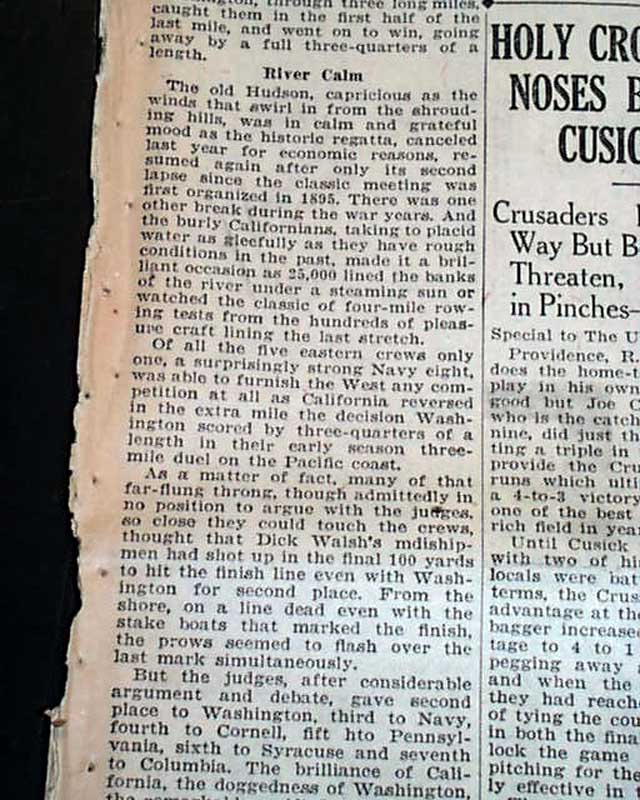 ington, through three long miles,
caught them in the first half of the
last mile, and went on to win, going
away by a full three-quarters of a
length.
River Calm
The old Hudson, capricious as the
winds that swirl in from the shroud-
ing hills, was in calm and grateful
mood as the historic regatta, canceled
last year for economic reasons, re-
sumed again after only its second
lapse since the classic meeting was
first organized in 1895. There was one
other break during the war years. And
the burly Californians, taking to placid
water as gleefully as they have rough
conditions in the past, made it a bril-
liant occasion as 25,000 lined the banks
of the river under a steaming sun or
watched the classic of four-mile row-
ing tests from the hundreds of pleas-
ure craft lining the last stretch.
Of all the five eastern crews only
one, a surprisingly strong Navy eight,
was able to furnish the West any com-
petition at all as California reversed
in the extra mile the decision Wash-
ington scored by three-quarters of a
length in their early season three-
mile duel on the Pacific coast.
As a matter of fact, many of that
far-flung throng, though admittedly in
no position to argue with the judges,
so close they could touch the crews,
thought that Dick Walsh's mdiship-
men had shot up in the final 100 yards
to hit the finish line even with Wash-
ington for second place. From the
shore, on a line dead even with the
stake boats that marked the finish,
the prows seemed to flash over the
last mark simultaneously.
But the judges, after considerable
argument and debate, gave second
place to Washington, third to Navy,
fourth to Cornell, fift hto Pennsyl-
vania, sixth to Syracuse and seventh
to Columbia. The brilliance of Cali-
fornia, the doggedness of Washington,
HOLY CRO
NOSES
CUSIC
Crusaders
Way But B
Threaten,
in Pinches—
Special to The U
Providence, R.
does the home-t
play in his own
good but Joe C
who is the catch
nine, did just th
ting a triple in
provide the Cru
runs which ulti
a 4-to-3 victory
one of the best
rich field in year
Until Cusick
with two of hi
locals were bat
terms, the Crus
advantage at th
bagger increased
tage to 4 to 1
pegging away
and when the
they had reach
of tying the cou
in both the fina
lock the game
pitching for the
ly effective in